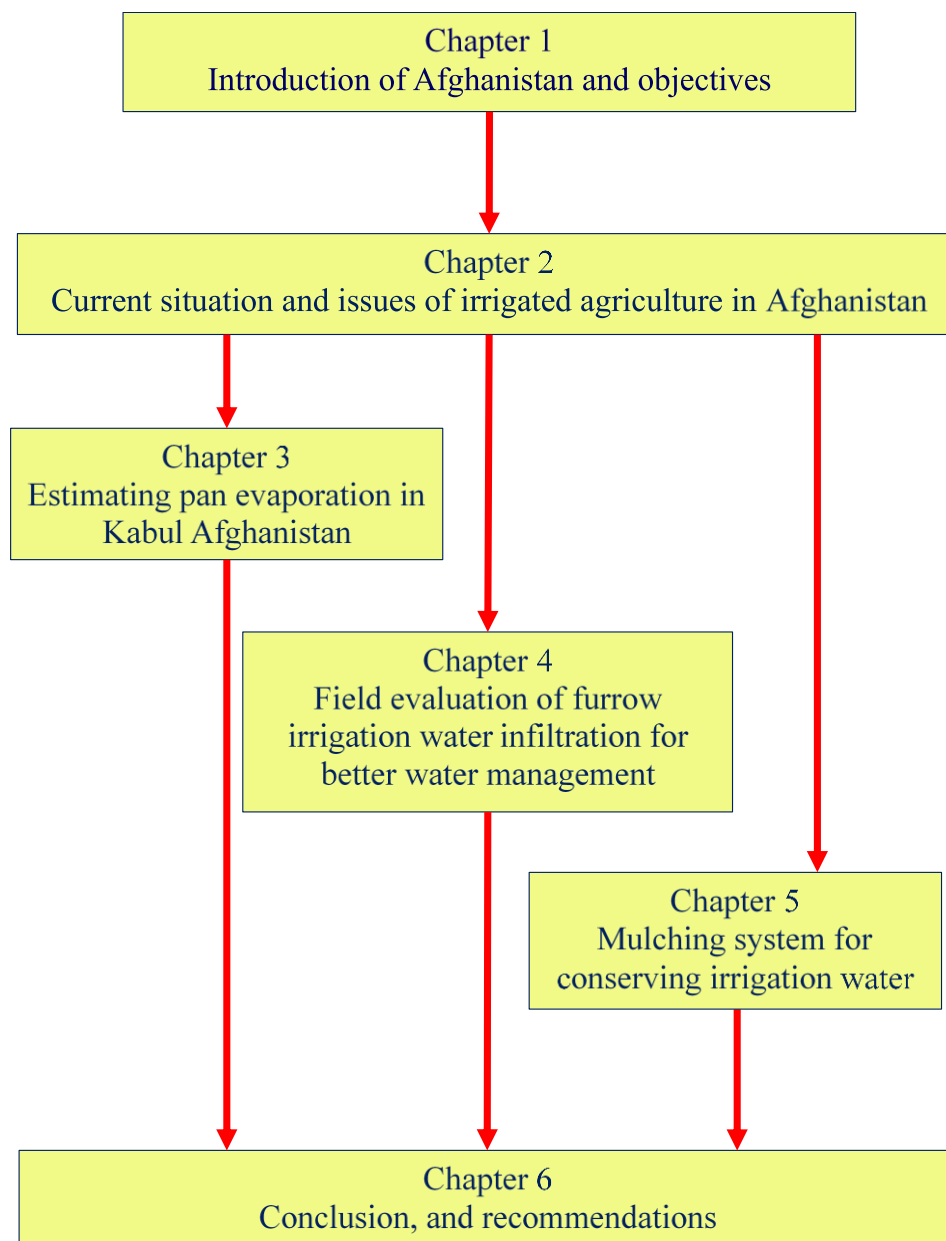 Chapter 1
Introduction of Afghanistan and objectives
Chapter 2
Current situation and issues of irrigated agriculture in Afghanistan
Chapter 3
Estimating pan evaporation in
Kabul Afghanistan
Chapter 4
Field evaluation of furrow
irrigation water infiltration for
better water management
Chapter 5
Mulching system for
conserving irrigation water
Chapter 6
Conclusion, and recommendations